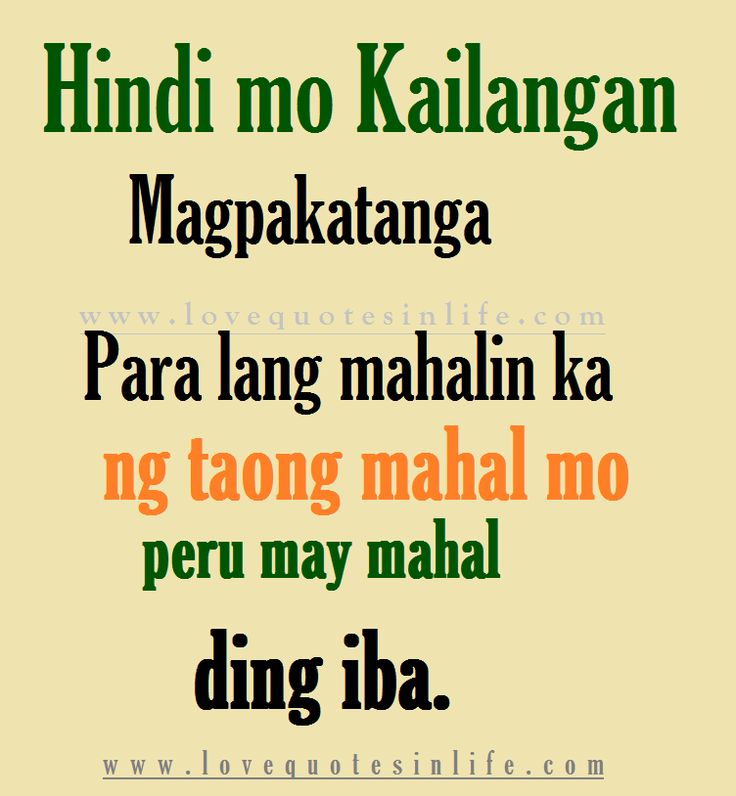 Hindi mo Kailangan
Magpakatanga
www.lovequotesinlife.com
Para lang mahalin ka
ng taong mahal mo
peru may mahal
ding iba.
www.lovequotesinlife.com